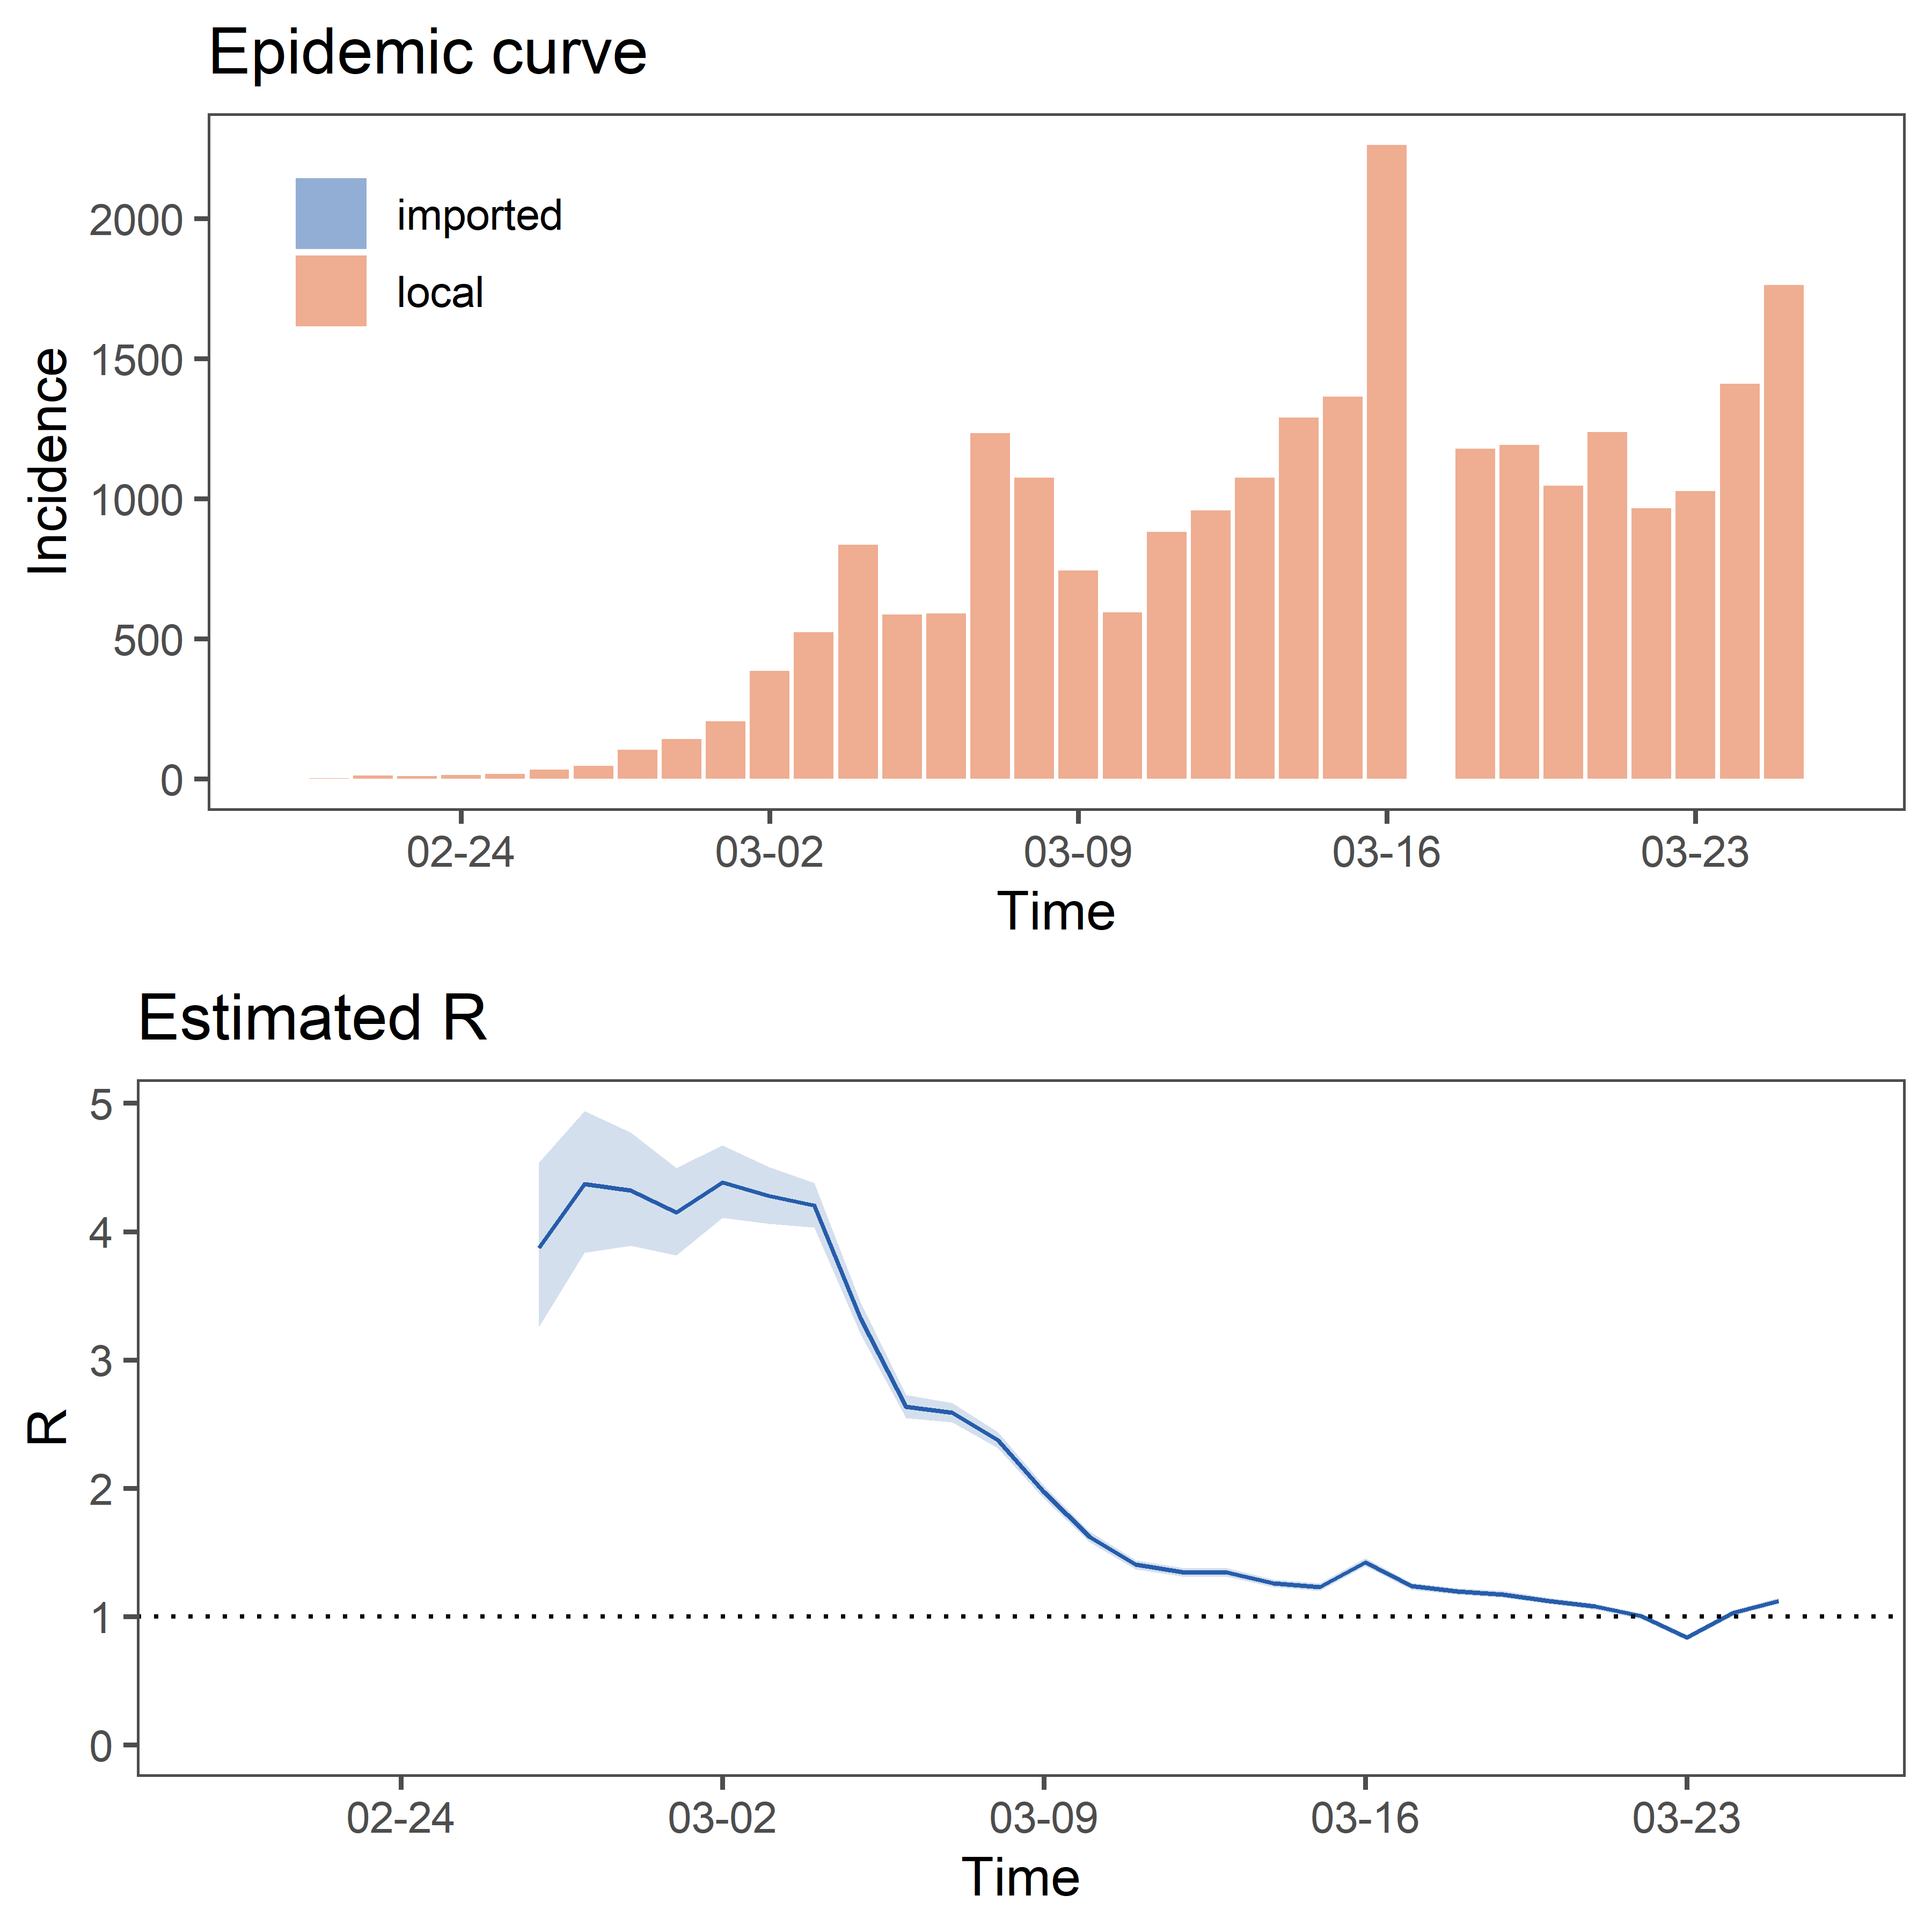 Epidemic curve
imported
local
2000
1500
1000
500
0
Incidence
02-24 03-02 03-09 03-16 03-23
Time
Estimated R
5
4
3
2
1
0
R
02-24 03-02 03-09 03-16 03-23
Time